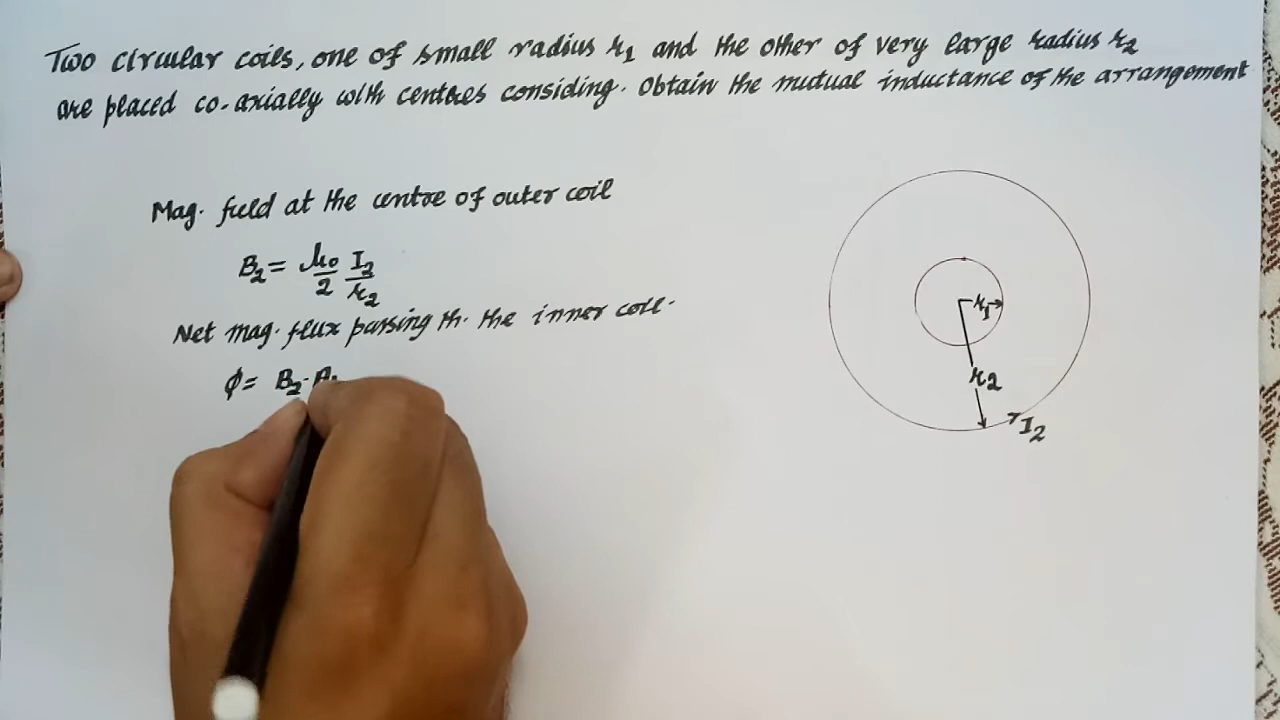 Two circular coils, one of small radius r₁ and the other of very large radius r₂
are placed co-axially with centres considing. Obtain the mutual inductance of the arrangement
Mag. field at the centre of outer coil
B₂ = μ₀/2 I₂/r₂
Net mag. flux passing th. the inner coil.
φ = B₂·A₁
r₁
r₂
I₂